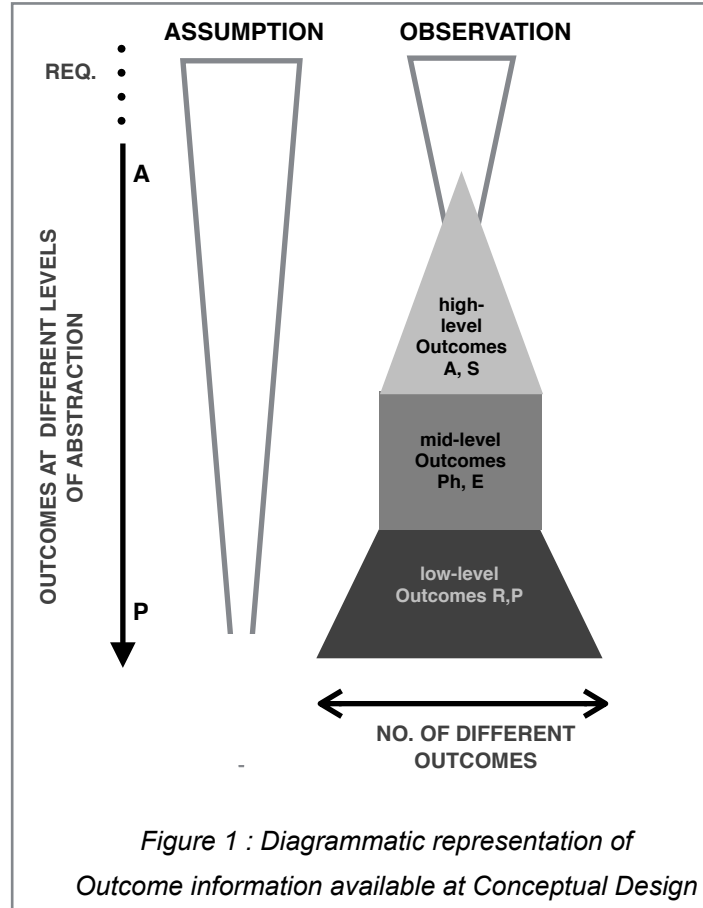 ASSUMPTION OBSERVATION
REQ.
A
OUTCOMES AT DIFFERENT LEVELS
OF ABSTRACTION
high-
level
Outcomes
A, S
mid-level
Outcomes
Ph, E
low-level
Outcomes R,P
P
NO. OF DIFFERENT
OUTCOMES
-
Figure 1 : Diagrammatic representation of
Outcome information available at Conceptual Design